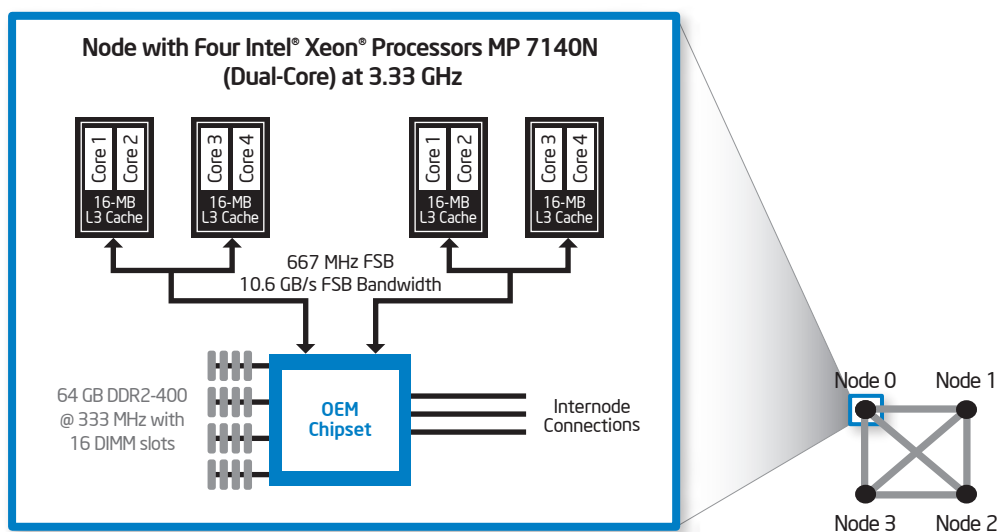 Node with Four Intel® Xeon® Processors MP 7140N
(Dual-Core) at 3.33 GHz
Core 1
Core 2
16-MB
L3 Cache
Core 3
Core 4
16-MB
L3 Cache
Core 1
Core 2
16-MB
L3 Cache
Core 3
Core 4
16-MB
L3 Cache
667 MHz FSB
10.6 GB/s FSB Bandwidth
64 GB DDR2-400
@ 333 MHz with
16 DIMM slots
OEM
Chipset
Internode
Connections
Node 0
Node 1
Node 3
Node 2